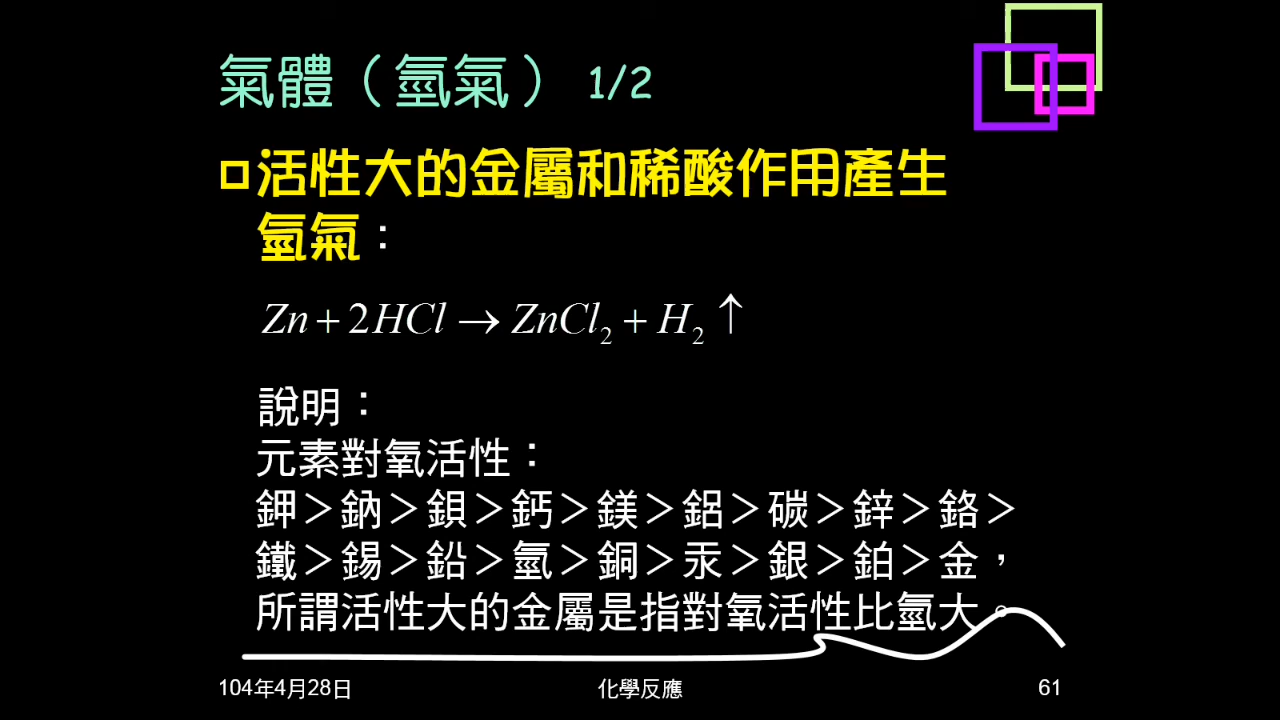 氣體（氫氣） 1/2
活性大的金屬和稀酸作用產生
氫氣：
Zn + 2HCl → ZnCl₂ + H₂ ↑
說明：
元素對氧活性：
鉀＞鈉＞鋇＞鈣＞鎂＞鋁＞碳＞鋅＞鉻＞
鐵＞錫＞鉛＞氫＞銅＞汞＞銀＞鉑＞金，
所謂活性大的金屬是指對氧活性比氫大。
104年4月28日
化學反應
61